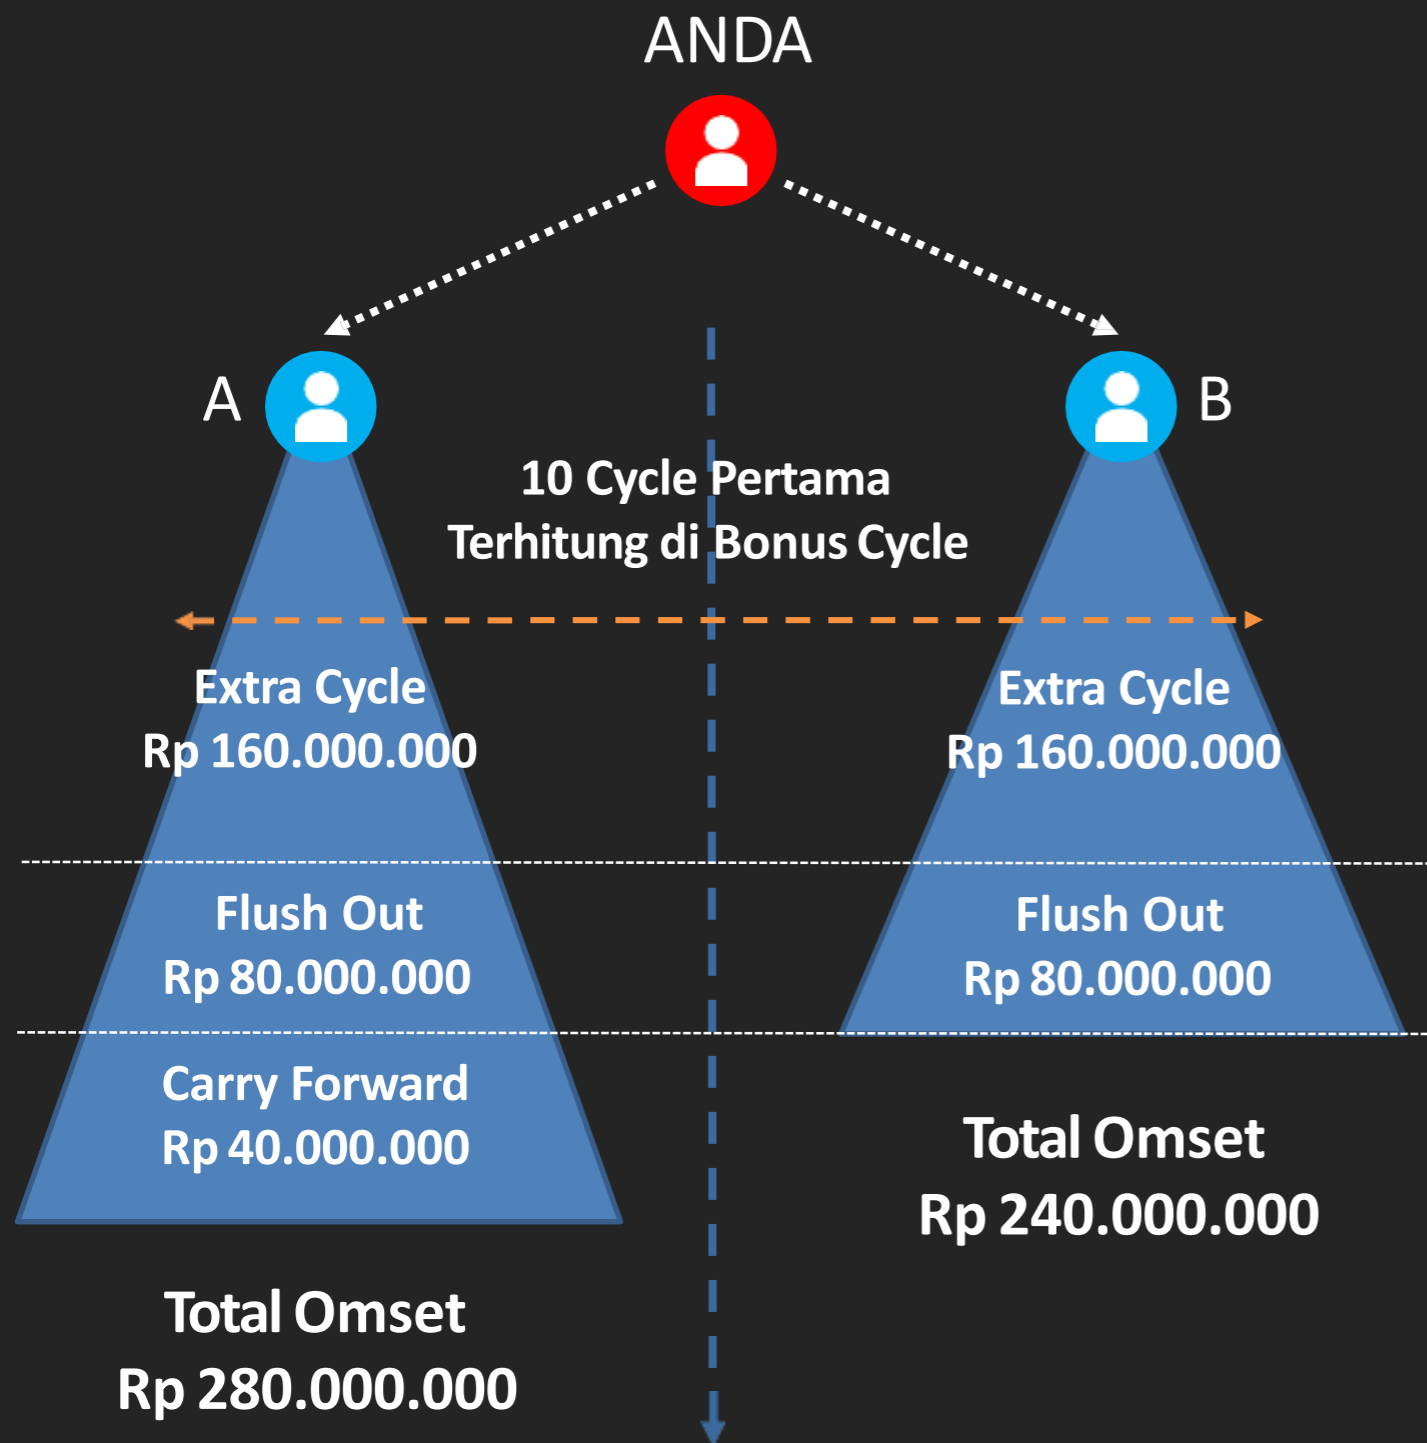 ANDA
A
B
10 Cycle Pertama
Terhitung di Bonus Cycle
Extra Cycle
Rp 160.000.000
Extra Cycle
Rp 160.000.000
Flush Out
Rp 80.000.000
Flush Out
Rp 80.000.000
Carry Forward
Rp 40.000.000
Total Omset
Rp 240.000.000
Total Omset
Rp 280.000.000